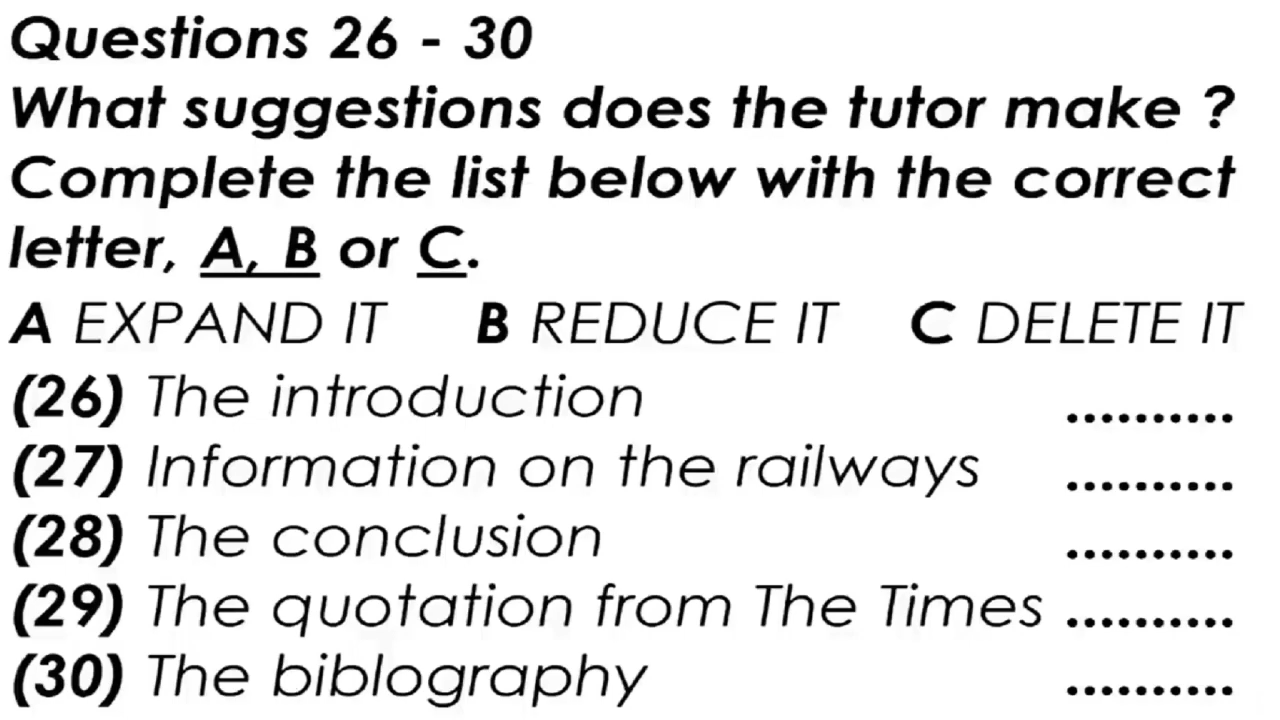 Questions 26 - 30
What suggestions does the tutor make ?
Complete the list below with the correct
letter, A, B or C.
A EXPAND IT B REDUCE IT C DELETE IT
(26) The introduction ..........
(27) Information on the railways ..........
(28) The conclusion ..........
(29) The quotation from The Times ..........
(30) The biblography ..........